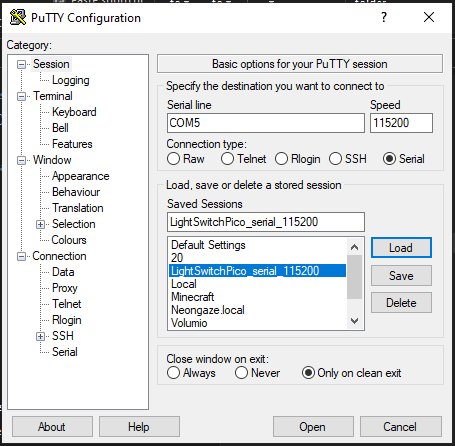 PuTTY Configuration
Category:
Session
Logging
Terminal
Keyboard
Bell
Features
Window
Appearance
Behaviour
Translation
Selection
Colours
Connection
Data
Proxy
Telnet
Rlogin
SSH
Serial
Basic options for your PuTTY session
Specify the destination you want to connect to
Serial line Speed
COM5 115200
Connection type:
Raw Telnet Rlogin SSH Serial
Load, save or delete a stored session
Saved Sessions
LightSwitchPico_serial_115200
Default Settings
20
LightSwitchPico_serial_115200
Local
Minecraft
Neongaze.local
Volumio
Load
Save
Delete
Close window on exit:
Always Never Only on clean exit
About Help Open Cancel